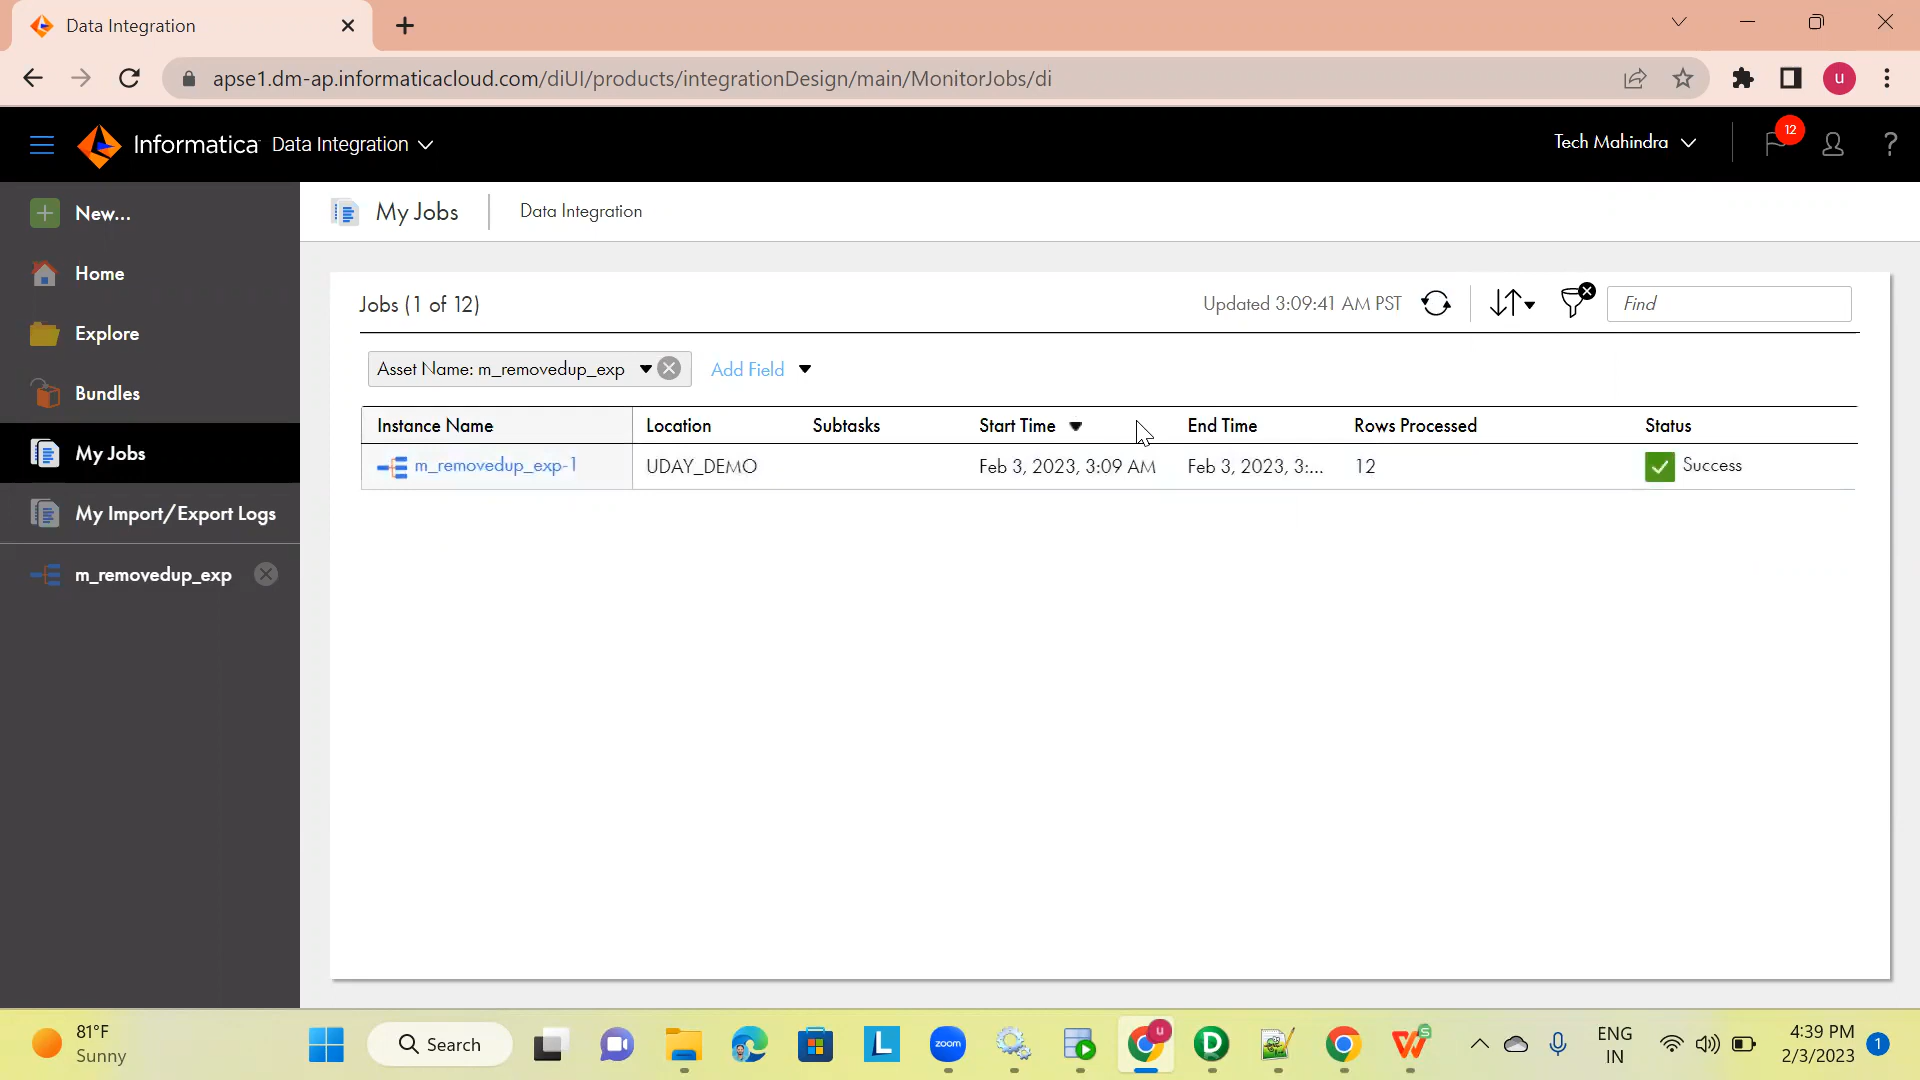 Data Integration
apse1.dm-ap.informaticacloud.com/diUI/products/integrationDesign/main/MonitorJobs/di
u
Informatica Data Integration
Tech Mahindra
12
?
New...
Home
Explore
Bundles
My Jobs
My Import/Export Logs
m_removedup_exp
My Jobs
Data Integration
Jobs (1 of 12)
Updated 3:09:41 AM PST
Find
Asset Name: m_removedup_exp
Add Field
Instance Name Location Subtasks Start Time End Time Rows Processed Status
m_removedup_exp-1 UDAY_DEMO Feb 3, 2023, 3:09 AM Feb 3, 2023, 3:... 12 Success
81°F
Sunny
Search
L
zoom
u
D
W
S
ENG
IN
4:39 PM
2/3/2023
1